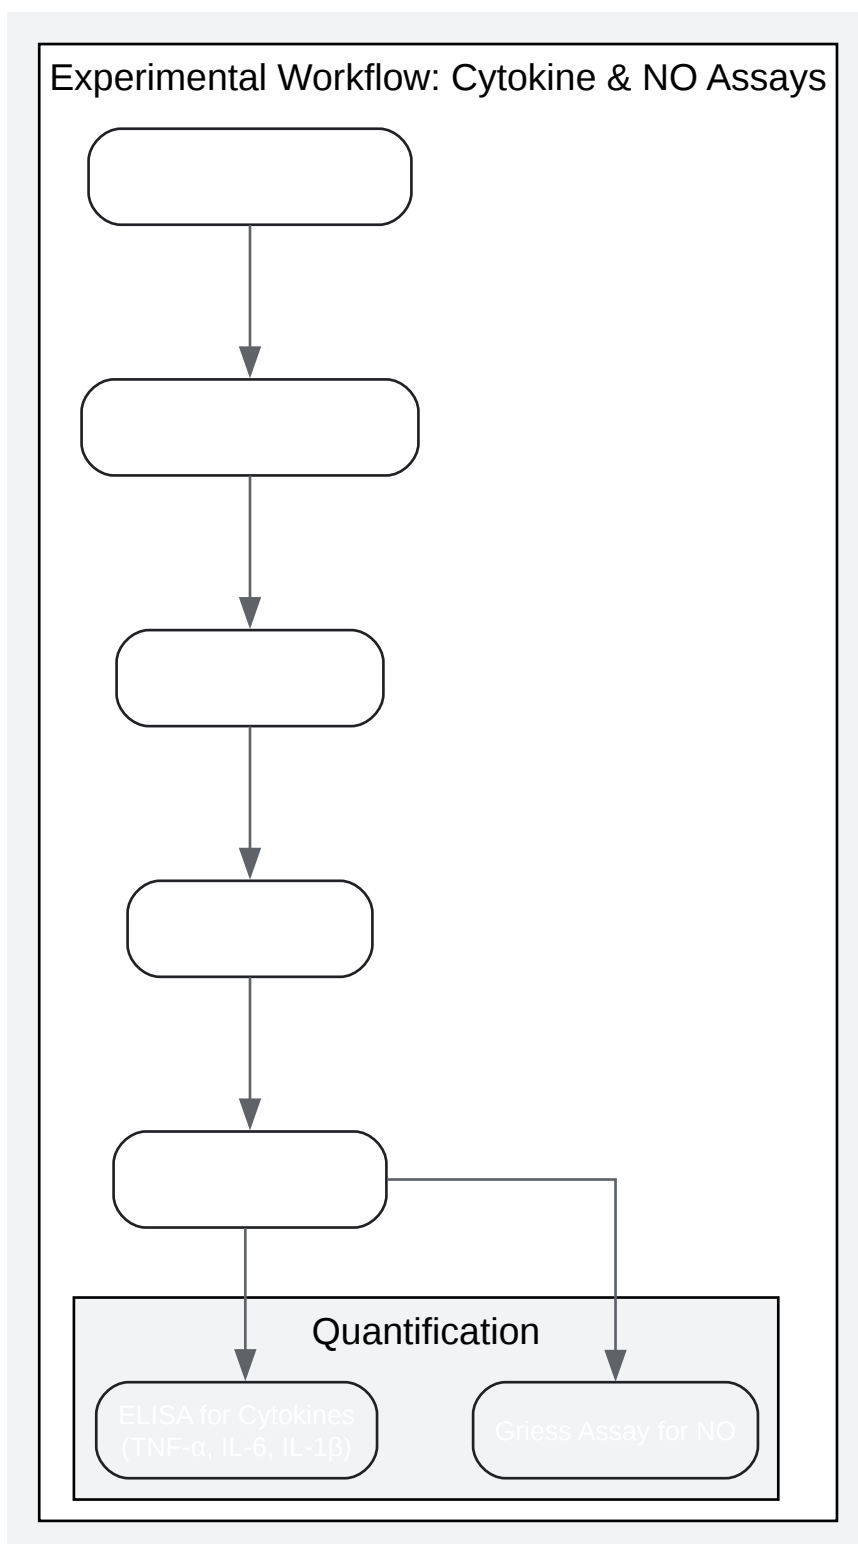 Experimental Workflow: Cytokine & NO Assays
Quantification
ELISA for Cytokines
(TNF-α, IL-6, IL-1β)
Griess Assay for NO